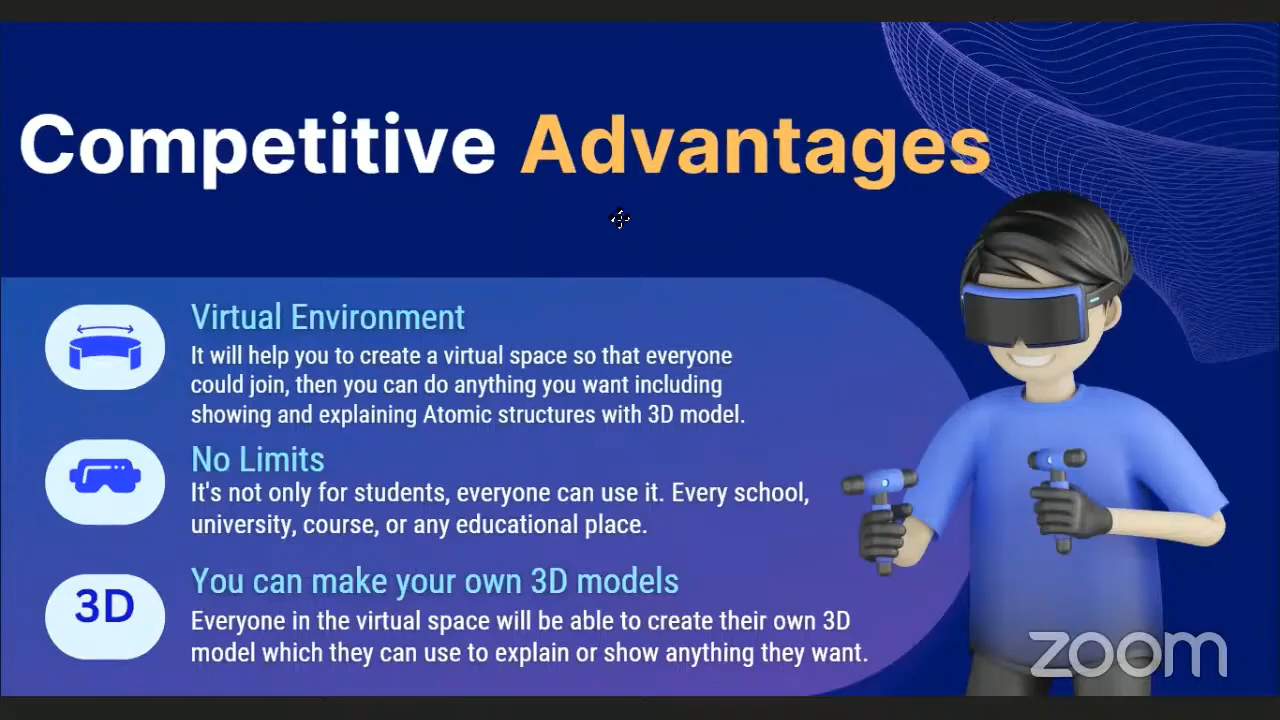 Competitive Advantages
Virtual Environment
It will help you to create a virtual space so that everyone
could join, then you can do anything you want including
showing and explaining Atomic structures with 3D model.
No Limits
It's not only for students, everyone can use it. Every school,
university, course, or any educational place.
3D
You can make your own 3D models
Everyone in the virtual space will be able to create their own 3D
model which they can use to explain or show anything they want.
zoom